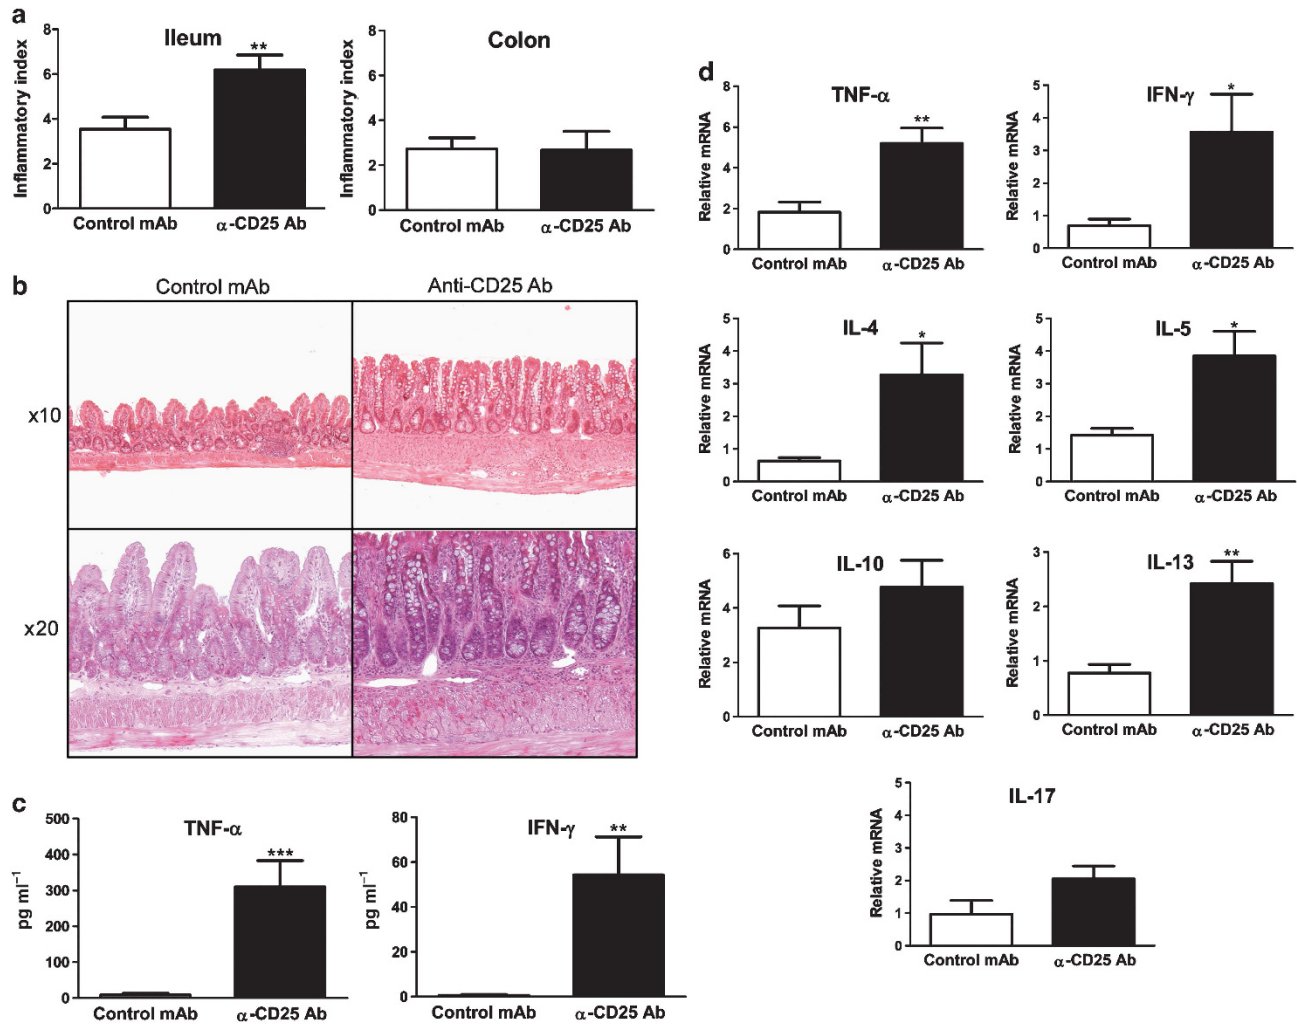 a
Ileum
Inflammatory index
8
6
4
2
0
**
Control mAb
α-CD25 Ab
Colon
Inflammatory index
8
6
4
2
0
Control mAb
α-CD25 Ab
b
Control mAb
Anti-CD25 Ab
x10
x20
c
TNF-α
pg ml⁻¹
500
400
300
200
100
0
***
Control mAb
α-CD25 Ab
IFN-γ
pg ml⁻¹
80
60
40
20
0
**
Control mAb
α-CD25 Ab
d
TNF-α
Relative mRNA
8
6
4
2
0
**
Control mAb
α-CD25 Ab
IFN-γ
Relative mRNA
5
4
3
2
1
0
*
Control mAb
α-CD25 Ab
IL-4
Relative mRNA
5
4
3
2
1
0
*
Control mAb
α-CD25 Ab
IL-5
Relative mRNA
5
4
3
2
1
0
*
Control mAb
α-CD25 Ab
IL-10
Relative mRNA
6
4
2
0
Control mAb
α-CD25 Ab
IL-13
Relative mRNA
3
2
1
0
**
Control mAb
α-CD25 Ab
IL-17
Relative mRNA
5
4
3
2
1
0
Control mAb
α-CD25 Ab